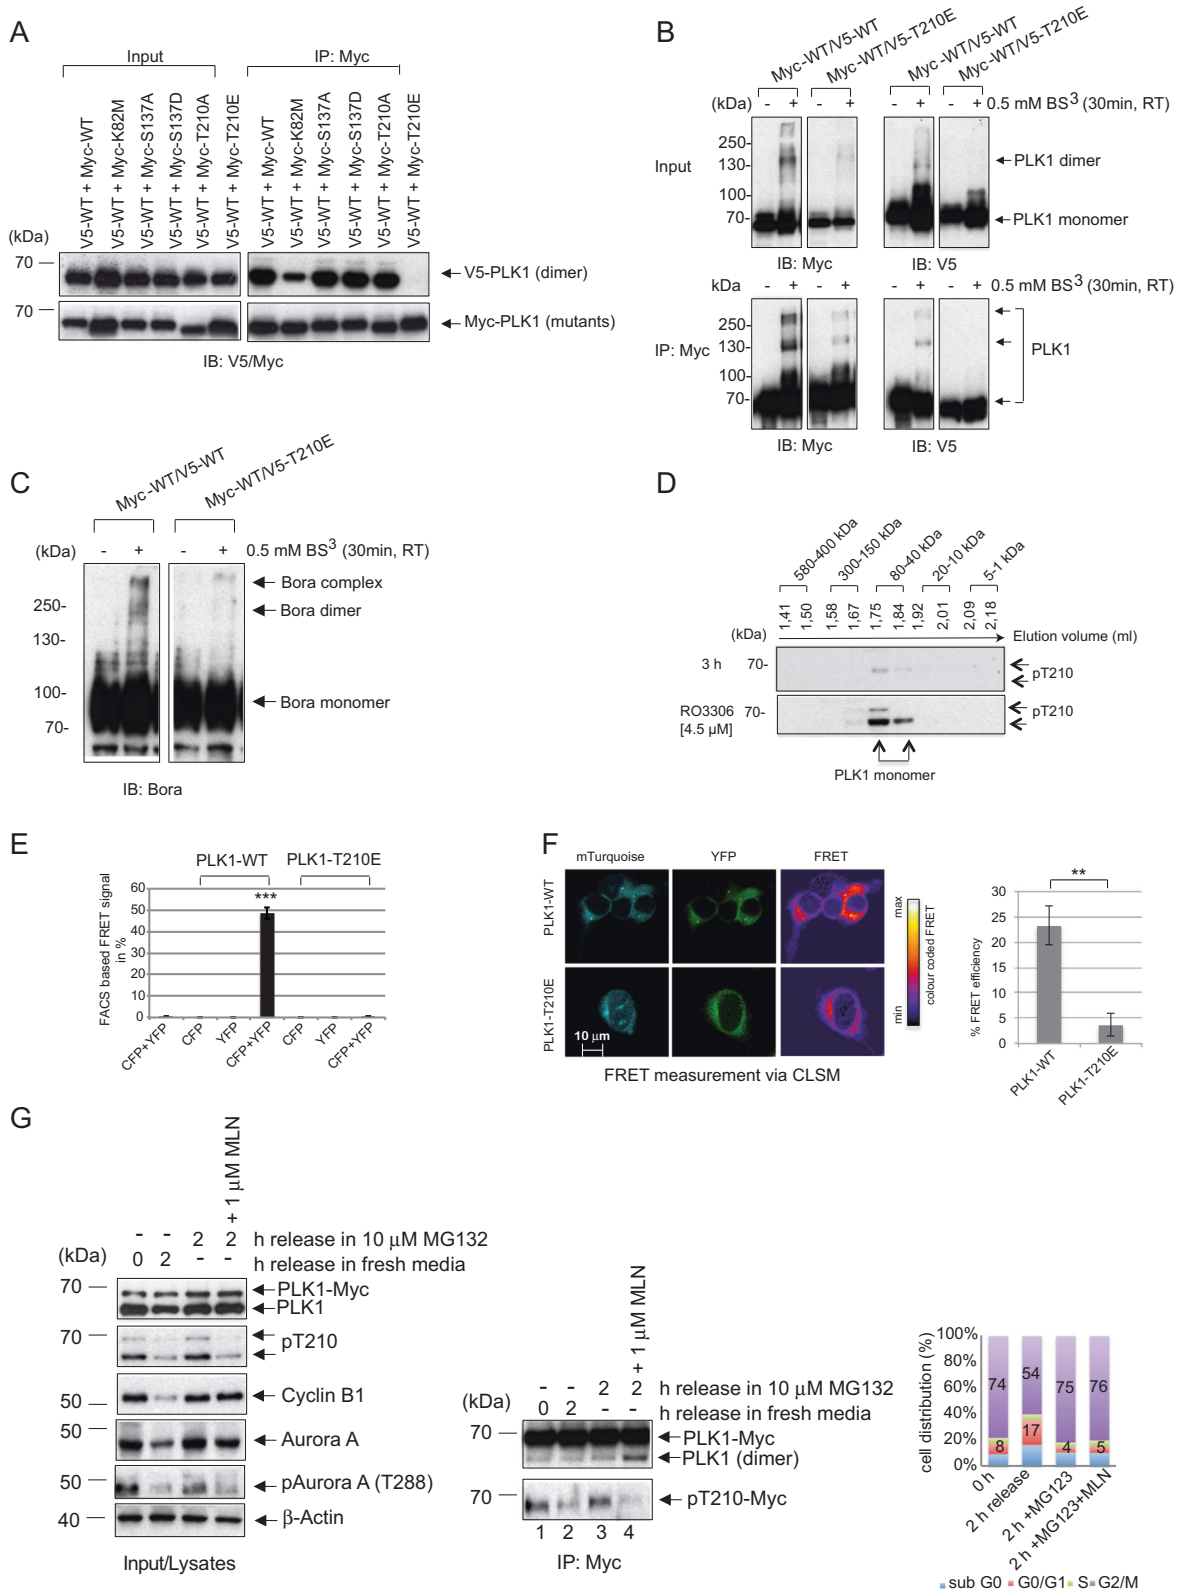 A
Input
IP: Myc
V5-WT + Myc-WT
V5-WT + Myc-K82M
V5-WT + Myc-S137A
V5-WT + Myc-S137D
V5-WT + Myc-T210A
V5-WT + Myc-T210E
V5-WT + Myc-WT
V5-WT + Myc-K82M
V5-WT + Myc-S137A
V5-WT + Myc-S137D
V5-WT + Myc-T210A
V5-WT + Myc-T210E
(kDa)
70
V5-PLK1 (dimer)
70
Myc-PLK1 (mutants)
IB: V5/Myc
B
Myc-WT/V5-WT
Myc-WT/V5-T210E
Myc-WT/V5-WT
Myc-WT/V5-T210E
(kDa) - + - + - + - + 0.5 mM BS³ (30min, RT)
Input
250-
130-
100-
70-
PLK1 dimer
PLK1 monomer
IB: Myc
IB: V5
kDa - + - + - + - + 0.5 mM BS³ (30min, RT)
IP: Myc
250-
130-
100-
70-
PLK1
IB: Myc
IB: V5
C
Myc-WT/V5-WT
Myc-WT/V5-T210E
(kDa) - + - + 0.5 mM BS³ (30min, RT)
250-
130-
100-
70-
Bora complex
Bora dimer
Bora monomer
IB: Bora
D
580-400 kDa
300-150 kDa
80-40 kDa
20-10 kDa
5-1 kDa
1,41
1,50
1,58
1,67
1,75
1,84
1,92
2,01
2,09
2,18
(kDa)
Elution volume (ml)
3 h
70-
pT210
RO3306
[4.5 µM]
70-
pT210
PLK1 monomer
E
PLK1-WT
PLK1-T210E
FACS based FRET signal
in %
60
50
40
30
20
10
0
***
CFP+YFP
CFP
YFP
CFP+YFP
CFP
YFP
CFP+YFP
F
mTurquoise
YFP
FRET
PLK1-WT
PLK1-T210E
10 µm
max
min
colour coded FRET
FRET measurement via CLSM
% FRET efficiency
35
30
25
20
15
10
5
0
**
PLK1-WT
PLK1-T210E
G
+ 1 µM MLN
- - 2 2 h release in 10 µM MG132
(kDa) 0 2 - - h release in fresh media
70
PLK1-Myc
PLK1
70
pT210
50
Cyclin B1
50
Aurora A
50
pAurora A (T288)
40
β-Actin
Input/Lysates
+ 1 µM MLN
- - 2 2 h release in 10 µM MG132
(kDa) 0 2 - - h release in fresh media
70
PLK1-Myc
PLK1 (dimer)
70
pT210-Myc
1 2 3 4
IP: Myc
cell distribution (%)
100%
80%
60%
40%
20%
0%
74
8
54
17
75
4
76
5
0 h
2 h release
2 h +MG123
2 h +MG123+MLN
sub G0 G0/G1 S G2/M